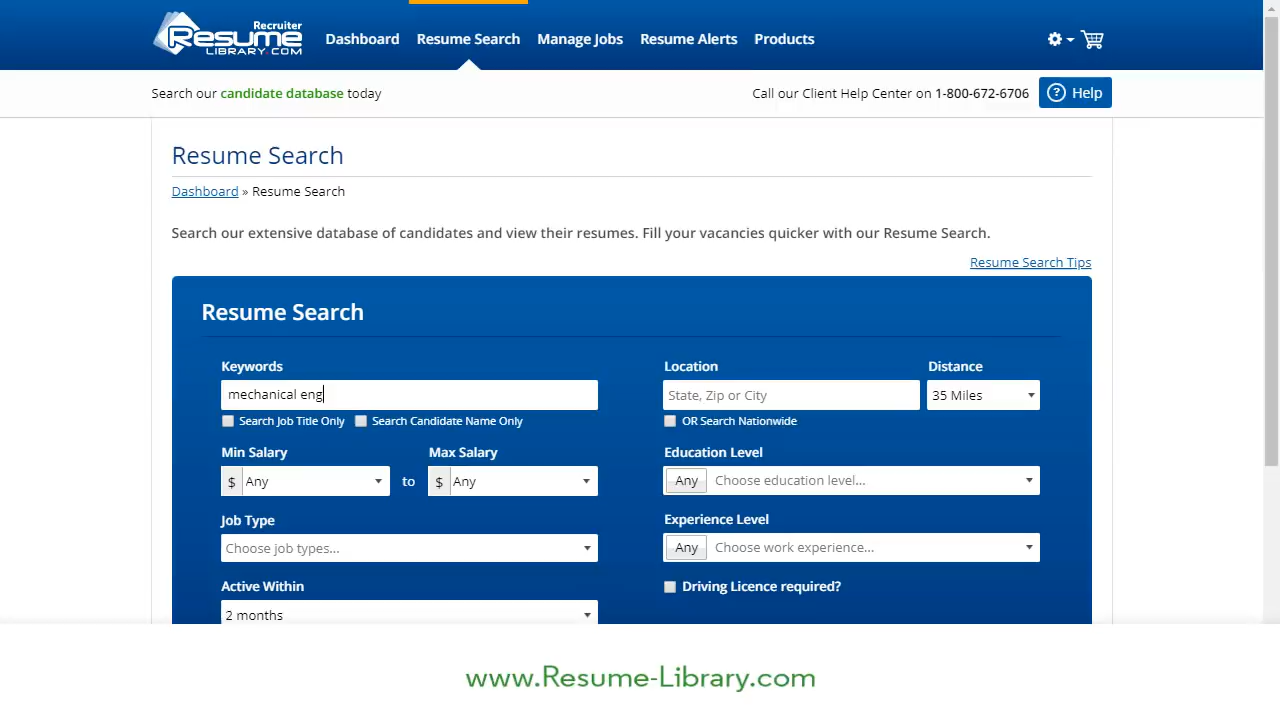 Recruiter
Resume
LIBRARY.COM
Dashboard Resume Search Manage Jobs Resume Alerts Products
Search our candidate database today
Call our Client Help Center on 1-800-672-6706
? Help
Resume Search
Dashboard » Resume Search
Search our extensive database of candidates and view their resumes. Fill your vacancies quicker with our Resume Search.
Resume Search Tips
Resume Search
Keywords
mechanical eng
Search Job Title Only Search Candidate Name Only
Location Distance
State, Zip or City 35 Miles
OR Search Nationwide
Min Salary Max Salary
$ Any to $ Any
Education Level
Any Choose education level...
Job Type
Choose job types...
Experience Level
Any Choose work experience...
Active Within
2 months
Driving Licence required?
www.Resume-Library.com